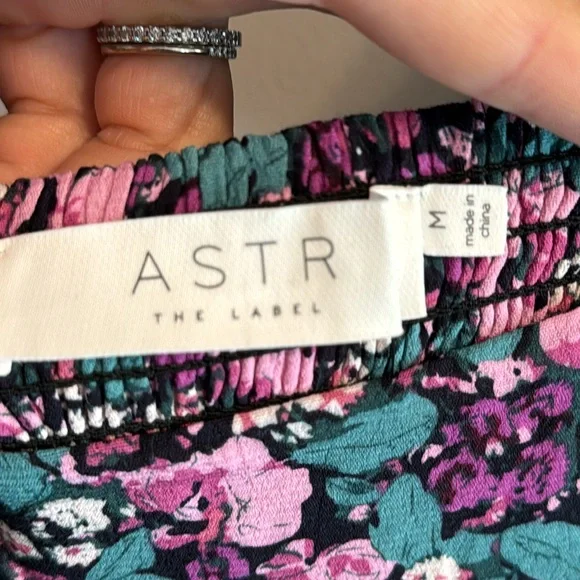 ASTR
THE LABEL
M
made in
china